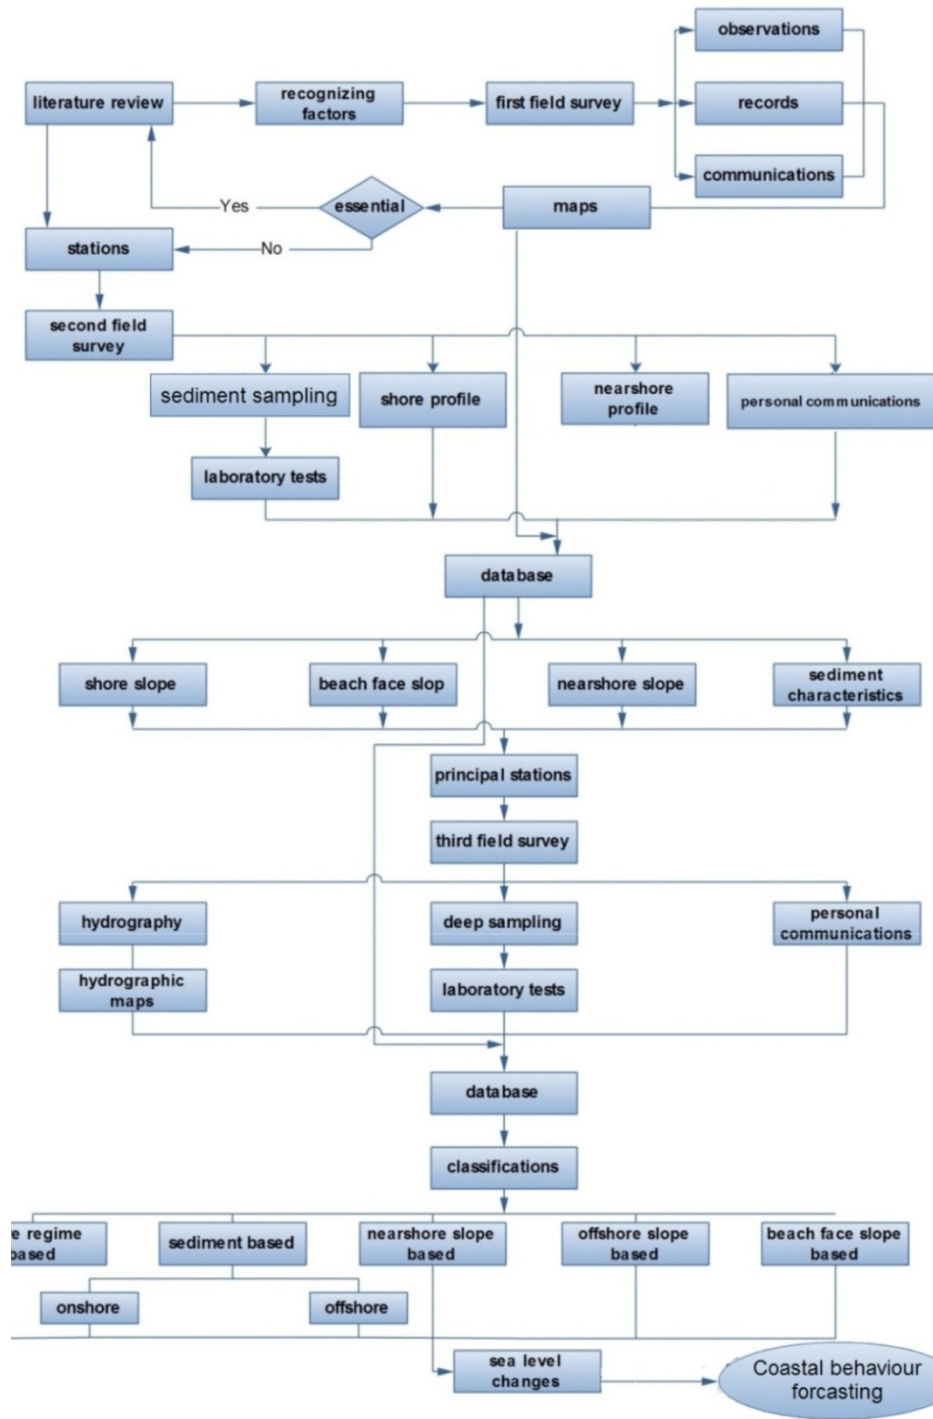 observations
literature review
recognizing
factors
first field survey
records
communications
Yes
essential
maps
stations
No
second field
survey
sediment sampling
shore profile
nearshore
profile
personal communications
laboratory tests
database
shore slope
beach face slop
nearshore slope
sediment
characteristics
principal stations
third field survey
hydrography
deep sampling
personal
communications
hydrographic
maps
laboratory tests
database
classifications
e regime
based
sediment based
nearshore slope
based
offshore slope
based
beach face slope
based
onshore
offshore
sea level
changes
Coastal behaviour
forcasting